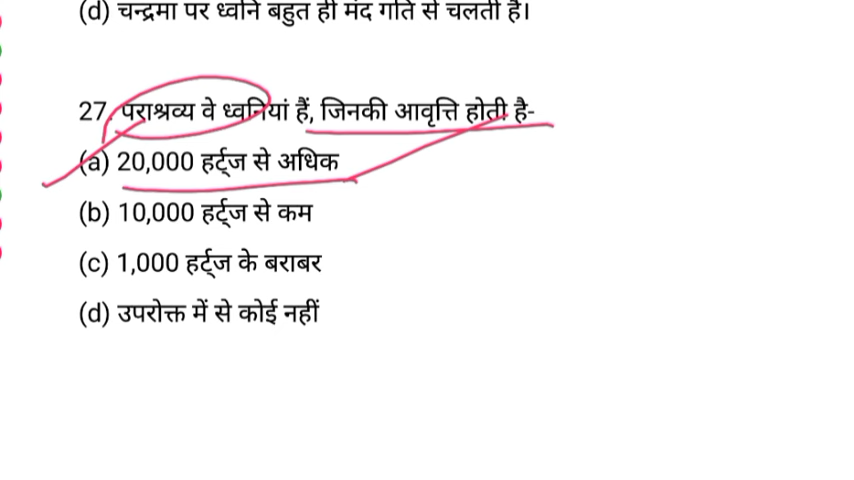 (d) चन्द्रमा पर ध्वनि बहुत ही मंद गति से चलती है।
27. पराश्रव्य वे ध्वनियां हैं, जिनकी आवृत्ति होती है-
(a) 20,000 हर्ट्ज से अधिक
(b) 10,000 हर्ट्ज से कम
(c) 1,000 हर्ट्ज के बराबर
(d) उपरोक्त में से कोई नहीं